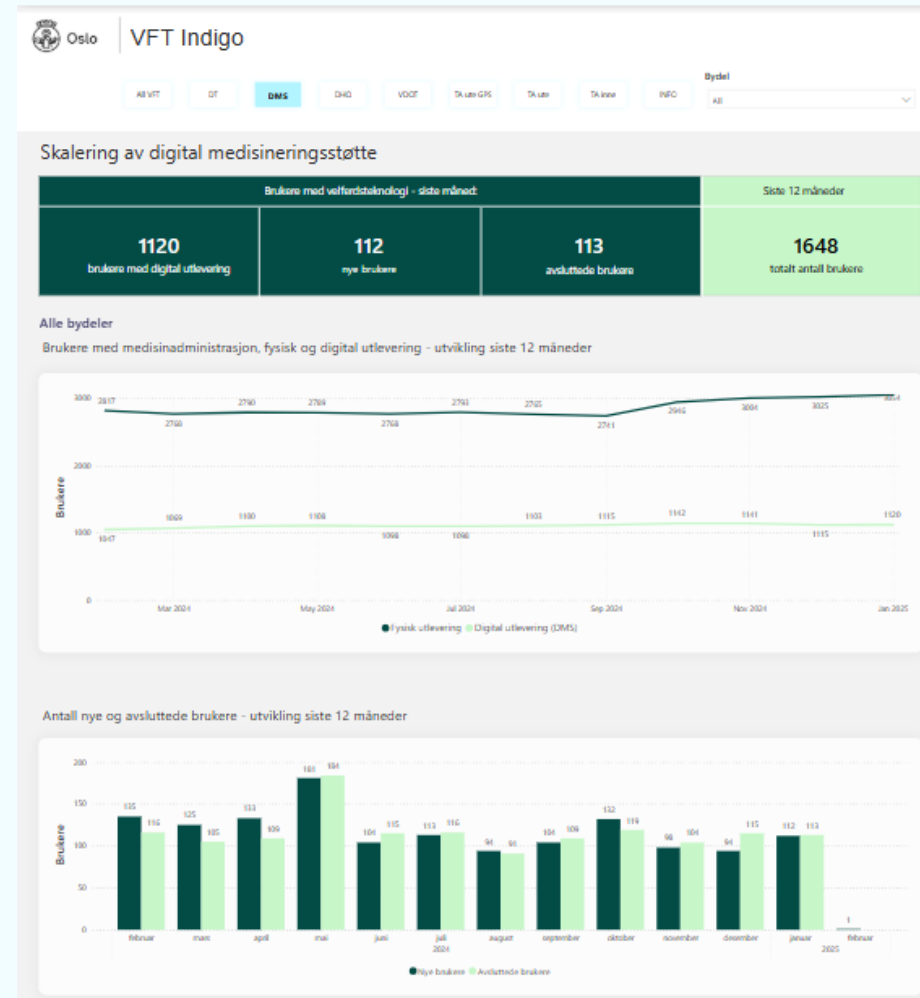 Oslo VFT Indigo
Bydel
All VFT DT DMS DHO VDOT TA ute GPS TA ute TA inne INFO All
Skalering av digital medisineringsstøtte
Brukere med velferdsteknologi - siste måned: Siste 12 måneder
1120 112 113 1648
brukere med digital utlevering nye brukere avsluttede brukere totalt antall brukere
Alle bydeler
Brukere med medisinadministrasjon, fysisk og digital utlevering - utvikling siste 12 måneder
3000 2817 2768 2790 2788 2768 2793 2765 2741 2946 3004 3025 3054
2000
Brukere
1000 1047 1069 1100 1108 1098 1098 1103 1115 1142 1141 1115 1120
0
Mar 2024 May 2024 Jul 2024 Sep 2024 Nov 2024 Jan 2025
Fysisk utlevering Digital utlevering (DMS)
Antall nye og avsluttede brukere - utvikling siste 12 måneder
200
150
100
50
0
Brukere
135 116 125 105 133 109 181 184 104 115 113 116 94 91 104 109 132 119 98 104 94 115 112 113 1
februar mars april mai juni juli august september oktober november desember januar februar
2024 2025
Nye brukere Avsluttede brukere